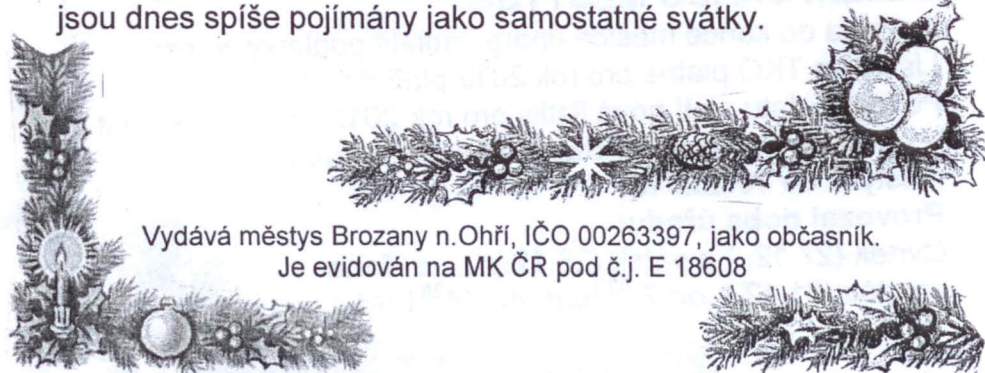 jsou dnes spíše pojímány jako samostatné svátky.
Vydává městys Brozany n.Ohří, IČO 00263397, jako občasník.
Je evidován na MK ČR pod č.j. E 18608